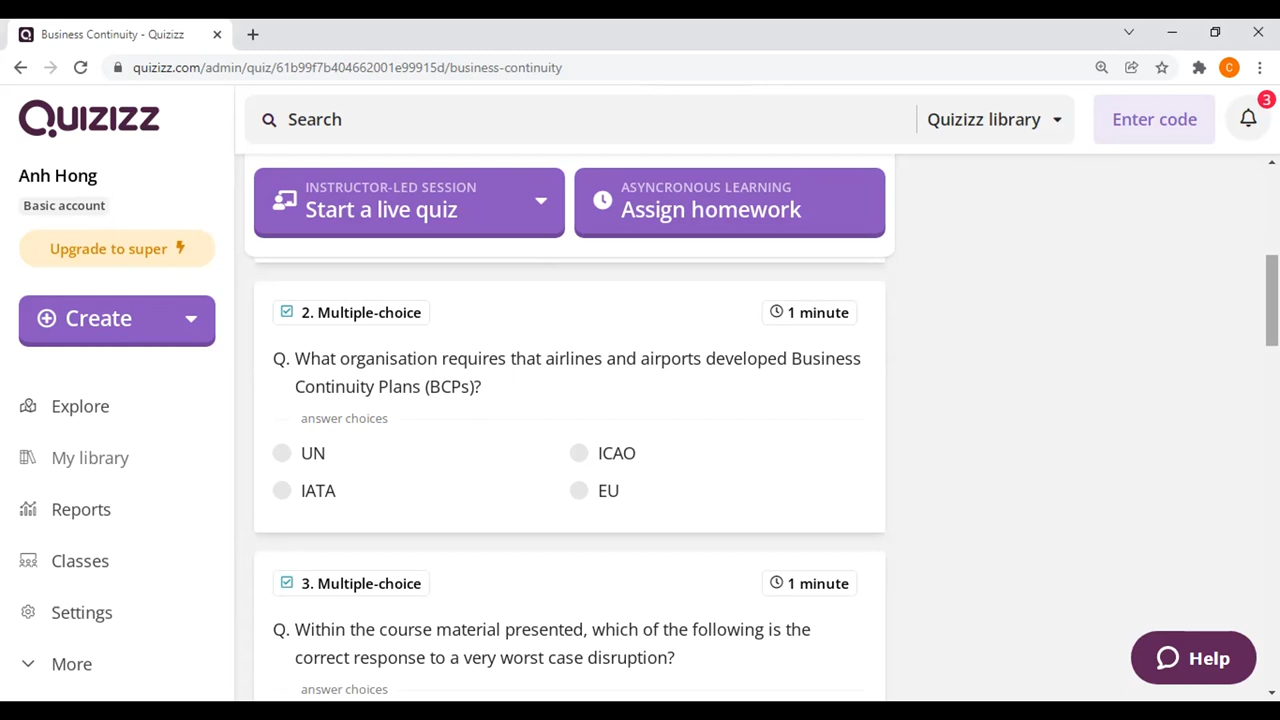 Business Continuity - Quizizz
quizizz.com/admin/quiz/61b99f7b404662001e99915d/business-continuity
C
QUIZIZZ
Search
Quizizz library
Enter code
3
Anh Hong
Basic account
Upgrade to super
Create
Explore
My library
Reports
Classes
Settings
More
INSTRUCTOR-LED SESSION
Start a live quiz
ASYNCRONOUS LEARNING
Assign homework
2. Multiple-choice
1 minute
Q. What organisation requires that airlines and airports developed Business
Continuity Plans (BCPs)?
answer choices
UN
ICAO
IATA
EU
3. Multiple-choice
1 minute
Q. Within the course material presented, which of the following is the
correct response to a very worst case disruption?
answer choices
Help